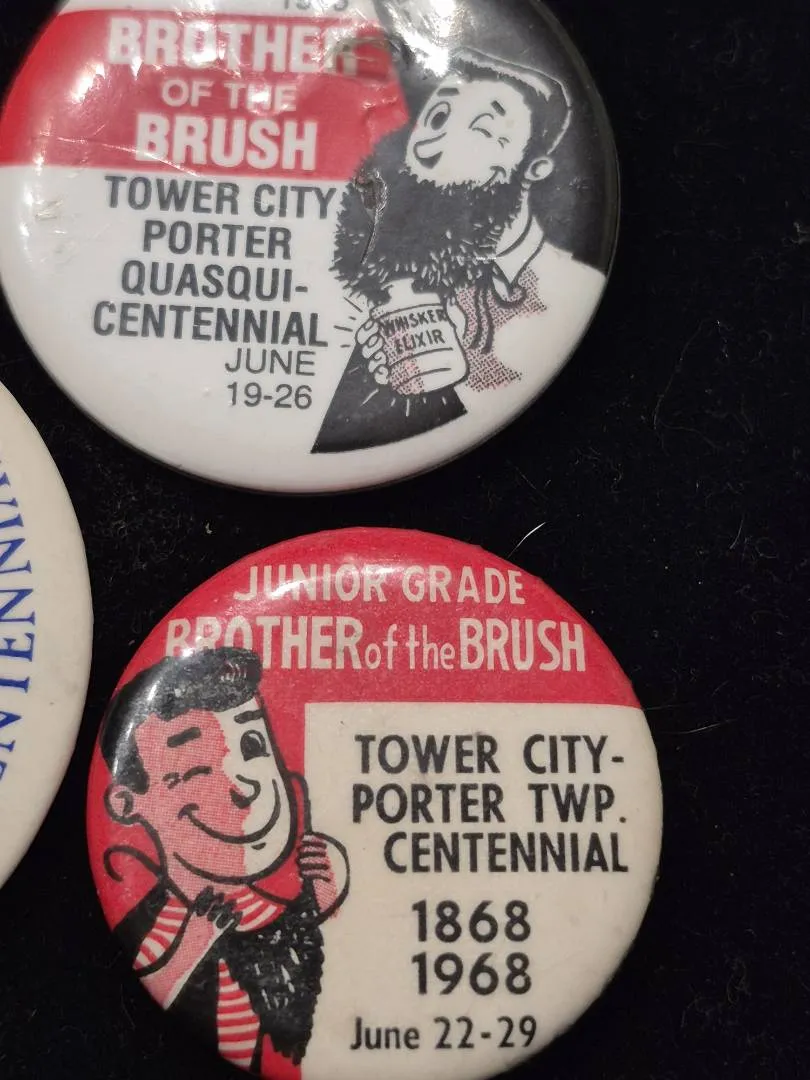 BROTHER
OF THE
BRUSH
TOWER CITY
PORTER
QUASQUI-
CENTENNIAL
JUNE
19-26
WHISKER
ELIXIR
JUNIOR GRADE
BROTHER of the BRUSH
TOWER CITY-
PORTER TWP.
CENTENNIAL
1868
1968
June 22-29